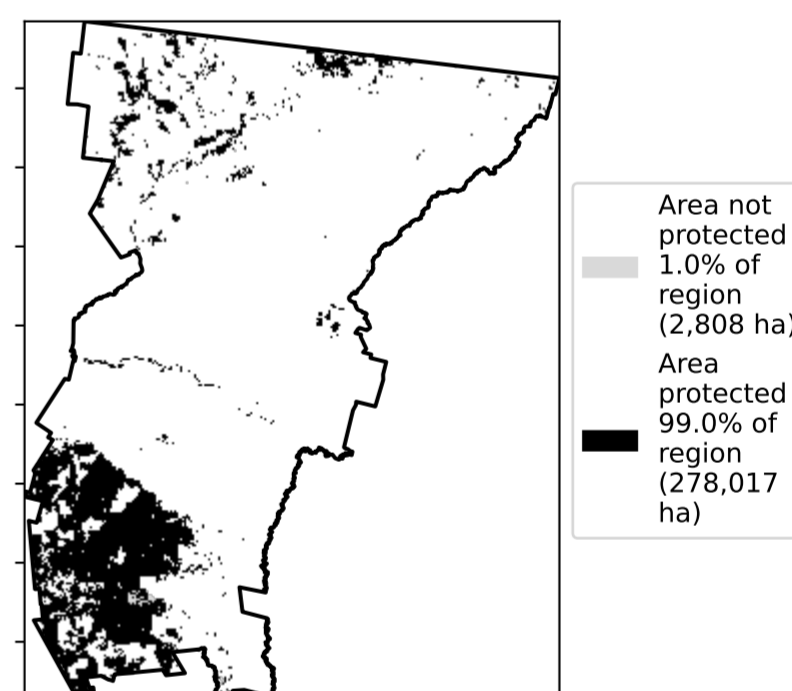 Area not
protected
1.0% of
region
(2,808 ha)
Area
protected
99.0% of
region
(278,017
ha)